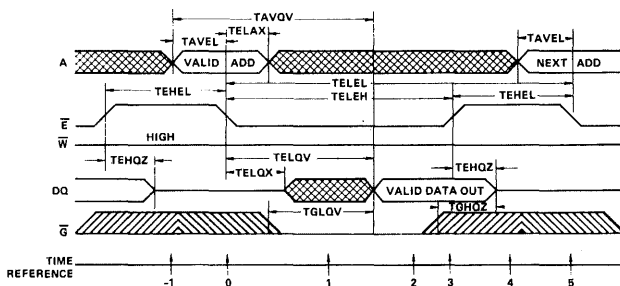 TAVQV
TAVEL TELAX TAVEL
A VALID ADD NEXT ADD
TELEL
TEHEL TELEH TEHEL
E
W HIGH
TEHQZ TELQV TEHQZ
TELQX
DQ VALID DATA OUT
TGLQV TGHQZ
G
TIME
REFERENCE
-1 0 1 2 3 4 5